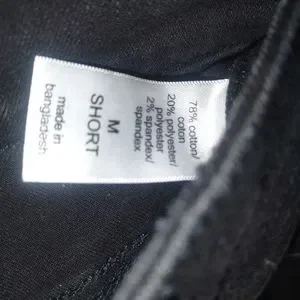 78% cotton/
coton
20% polyester/
polyester
2% spandex/
spandex
M
SHORT
made in
bangladesh